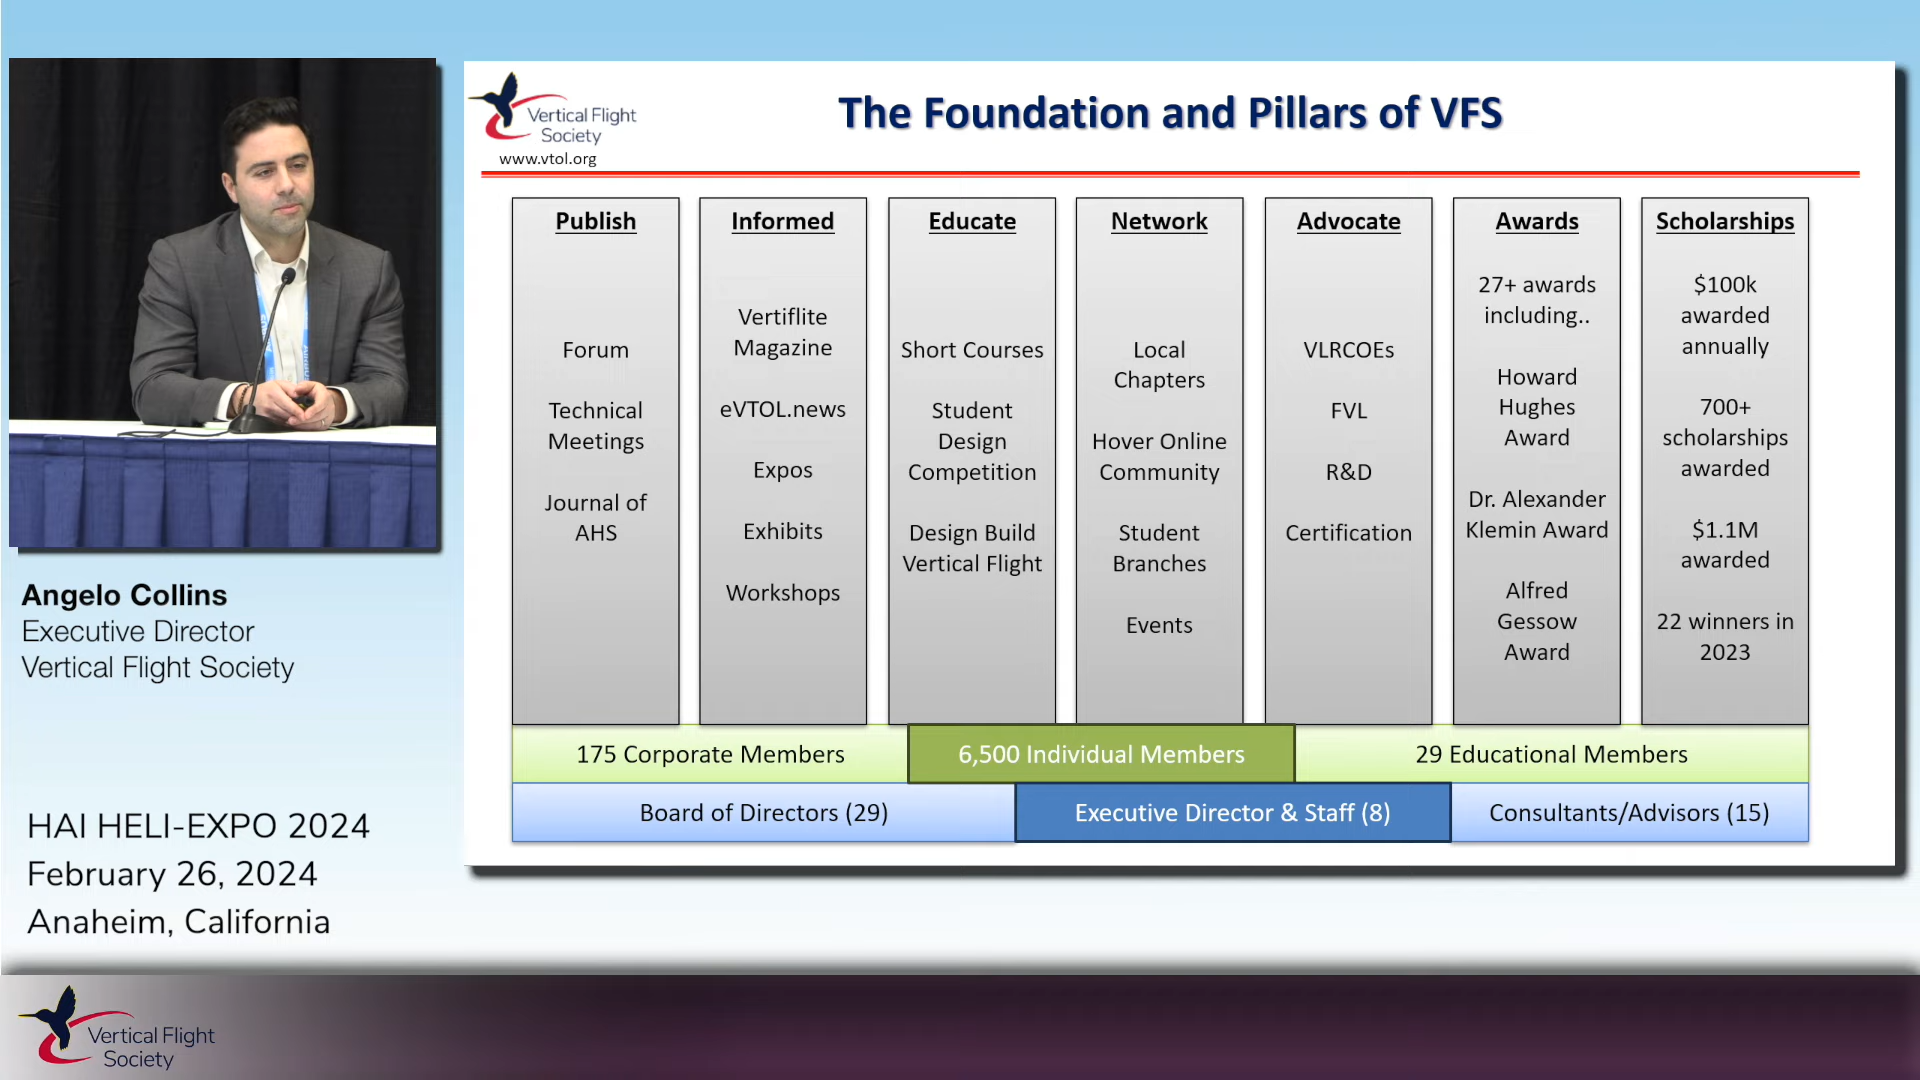 Vertical Flight
Society
www.vtol.org
The Foundation and Pillars of VFS
Publish
Forum
Technical
Meetings
Journal of
AHS
Informed
Vertiflite
Magazine
eVTOL.news
Expos
Exhibits
Workshops
Educate
Short Courses
Student
Design
Competition
Design Build
Vertical Flight
Network
Local
Chapters
Hover Online
Community
Student
Branches
Events
Advocate
VLRCOEs
FVL
R&D
Certification
Awards
27+ awards
including..
Howard
Hughes
Award
Dr. Alexander
Klemin Award
Alfred
Gessow
Award
Scholarships
$100k
awarded
annually
700+
scholarships
awarded
$1.1M
awarded
22 winners in
2023
175 Corporate Members
6,500 Individual Members
29 Educational Members
Board of Directors (29)
Executive Director & Staff (8)
Consultants/Advisors (15)
Angelo Collins
Executive Director
Vertical Flight Society
HAI HELI-EXPO 2024
February 26, 2024
Anaheim, California
Vertical Flight
Society